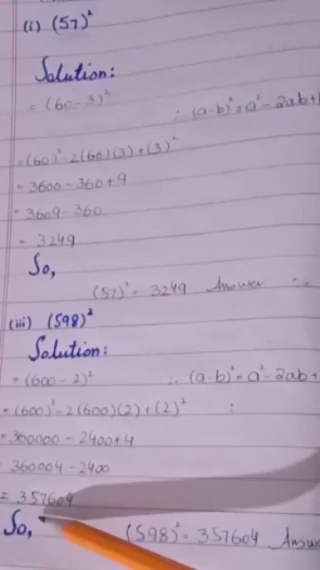 (i) (57)²
Solution:
= (60-3)² ∵ (a-b)² = a² - 2ab +
= (60)² - 2(60)(3) + (3)²
= 3600 - 360 + 9
= 3609 - 360
= 3249
So,
(57)² = 3249 Answer
(iii) (598)²
Solution:
= (600-2)² ∴ (a-b)² = a² - 2ab +
= (600)² - 2(600)(2) + (2)²
= 360000 - 2400 + 4
360004 - 2400
= 357604
So, (598)² = 357604 Answ